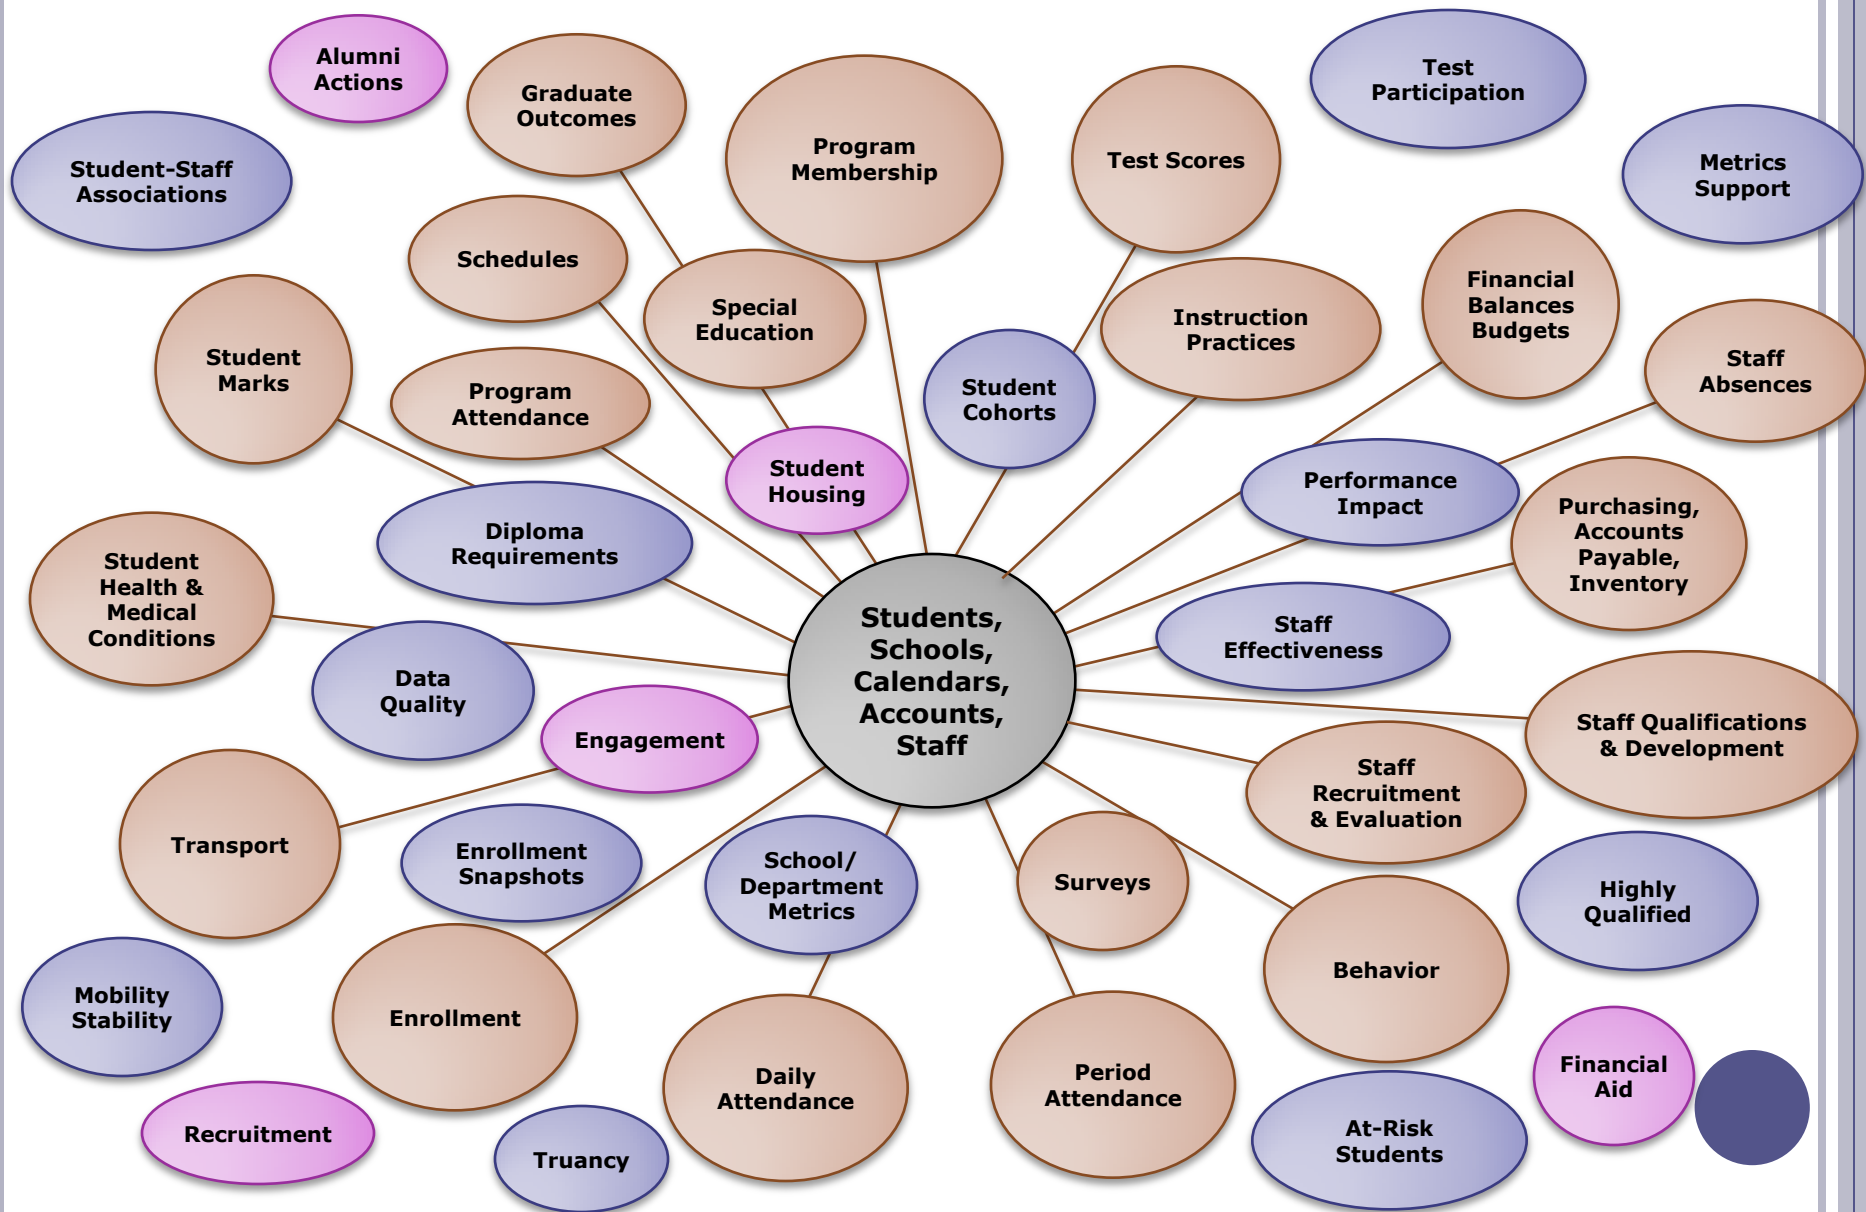 Alumni
Actions
Graduate
Outcomes
Program
Membership
Test Scores
Test
Participation
Student-Staff
Associations
Metrics
Support
Schedules
Special
Education
Instruction
Practices
Financial
Balances
Budgets
Student
Marks
Program
Attendance
Student
Cohorts
Staff
Absences
Student
Housing
Performance
Impact
Diploma
Requirements
Purchasing,
Accounts
Payable,
Inventory
Student
Health &
Medical
Conditions
Students,
Schools,
Calendars,
Accounts,
Staff
Staff
Effectiveness
Data
Quality
Engagement
Staff Qualifications
& Development
Staff
Recruitment
& Evaluation
Transport
Enrollment
Snapshots
School/
Department
Metrics
Surveys
Highly
Qualified
Behavior
Mobility
Stability
Enrollment
Daily
Attendance
Period
Attendance
Financial
Aid
Recruitment
Truancy
At-Risk
Students